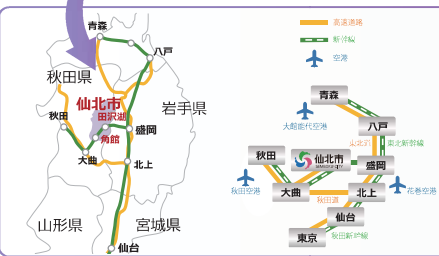 青森
八戸
秋田県
仙北市
田沢湖
岩手県
秋田
盛岡
角館
大曲
北上
山形県
宮城県
仙台
高速道路
新幹線
空港
青森
大館能代空港
八戸
東北新幹線
秋田
仙北市
盛岡
秋田空港
大曲
秋田道
北上
花巻空港
仙台
秋田新幹線
東京